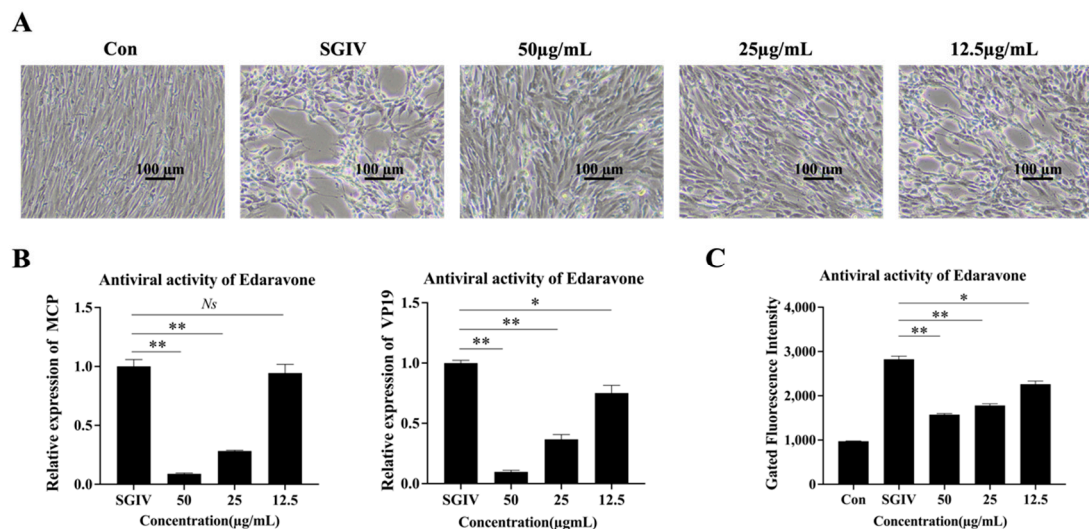 A
Con
SGIV
50μg/mL
25μg/mL
12.5μg/mL
100 μm
100 μm
100 μm
100 μm
100 μm
B
Antiviral activity of Edaravone
Relative expression of MCP
1.5
1.0
0.5
0.0
Ns
**
**
SGIV
50
25
12.5
Concentration(μg/mL)
Antiviral activity of Edaravone
Relative expression of VP19
1.5
1.0
0.5
0.0
*
**
**
SGIV
50
25
12.5
Concentration(μgmL)
C
Antiviral activity of Edaravone
Gated Fluorescence Intensity
4,000
3,000
2,000
1,000
0
*
**
**
Con
SGIV
50
25
12.5
Concentration(μg/mL)